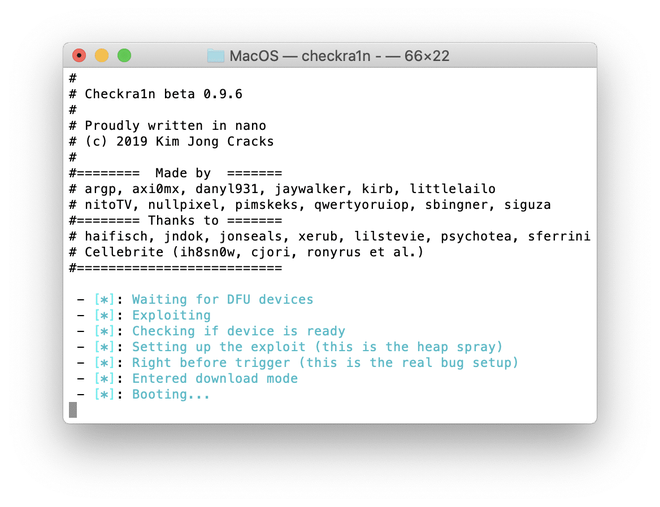 MacOS — checkra1n - — 66×22
#
# Checkra1n beta 0.9.6
#
# Proudly written in nano
# (c) 2019 Kim Jong Cracks
#
#======== Made by =======
# argp, axi0mx, danyl931, jaywalker, kirb, littlelailo
# nitoTV, nullpixel, pimskeks, qwertyoruiop, sbingner, siguza
#======== Thanks to =======
# haifisch, jndok, jonseals, xerub, lilstevie, psychotea, sferrini
# Cellebrite (ih8sn0w, cjori, ronyrus et al.)
#==========================
- [*]: Waiting for DFU devices
- [*]: Exploiting
- [*]: Checking if device is ready
- [*]: Setting up the exploit (this is the heap spray)
- [*]: Right before trigger (this is the real bug setup)
- [*]: Entered download mode
- [*]: Booting...